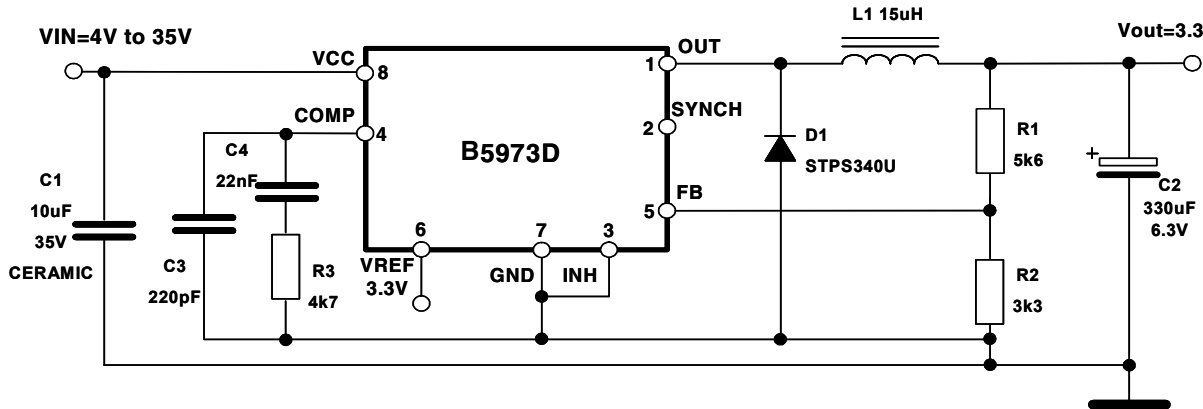 L1 15uH
VIN=4V to 35V
Vout=3.3
VCC
OUT
8
1
COMP
SYNCH
4
2
B5973D
C4
22nF
D1
STPS340U
R1
5k6
+
C1
10uF
35V
CERAMIC
FB
5
C2
330uF
6.3V
6
7
3
C3
220pF
R3
4k7
VREF
3.3V
GND
INH
R2
3k3